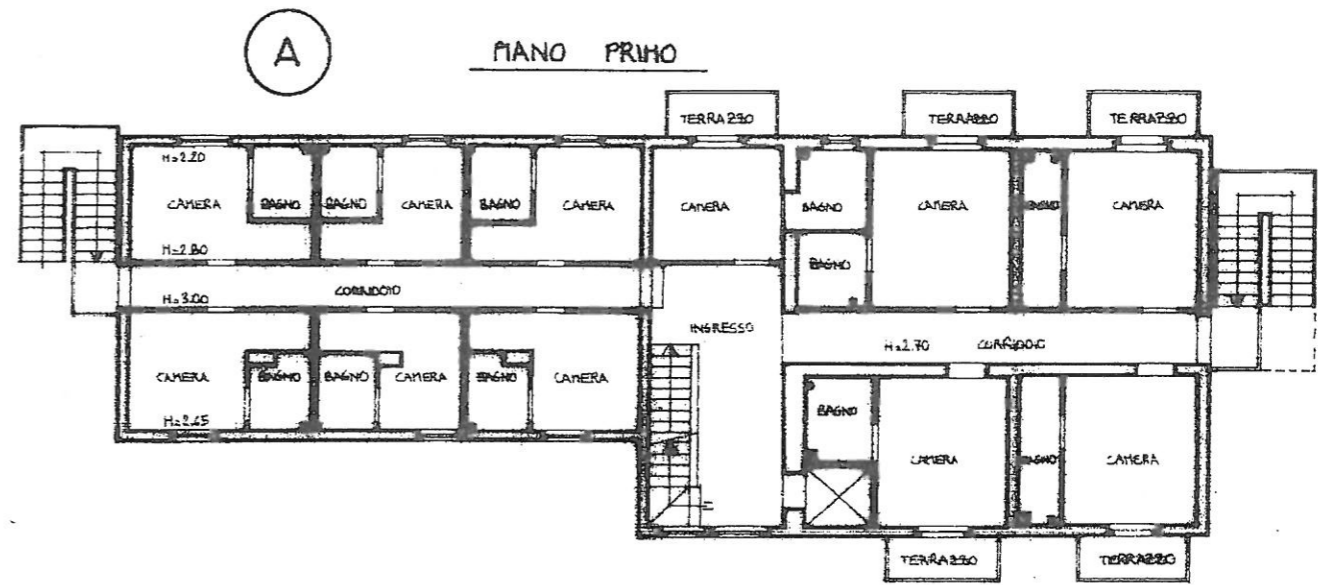 A
PIANO PRIMO
TERRAZZO
TERRAZZO
TERRAZZO
H=2.20
CAMERA
BAGNO
BAGNO
CAMERA
BAGNO
CAMERA
CAMERA
BAGNO
CAMERA
BAGNO
CAMERA
H=2.80
BAGNO
H=3.00
CORRIDOIO
INGRESSO
H=2.70
CORRIDOIO
CAMERA
BAGNO
BAGNO
CAMERA
BAGNO
CAMERA
H=2.45
BAGNO
CAMERA
BAGNO
CAMERA
TERRAZZO
TERRAZZO